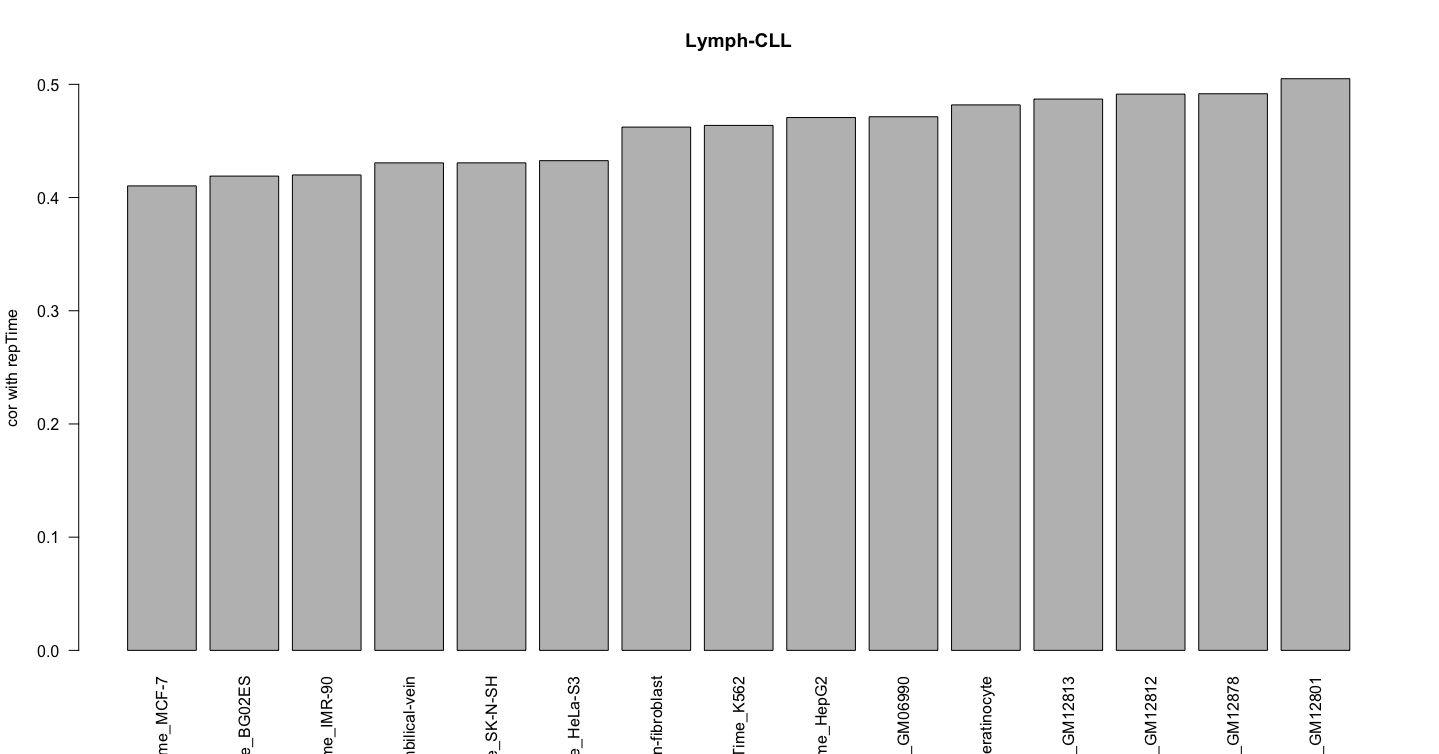 Lymph-CLL
0.5
0.4
0.3
0.2
0.1
0.0
cor with repTime
me_MCF-7
e_BG02ES
me_IMR-90
nbilical-vein
e_SK-N-SH
e_HeLa-S3
n-fibroblast
Time_K562
me_HepG2
_GM06990
eratinocyte
_GM12813
_GM12812
_GM12878
_GM12801